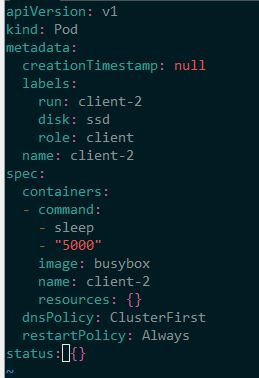 apiVersion: v1
kind: Pod
metadata:
  creationTimestamp: null
  labels:
    run: client-2
    disk: ssd
    role: client
  name: client-2
spec:
  containers:
  - command:
    - sleep
    - "5000"
    image: busybox
    name: client-2
    resources: {}
  dnsPolicy: ClusterFirst
  restartPolicy: Always
status: {}
~